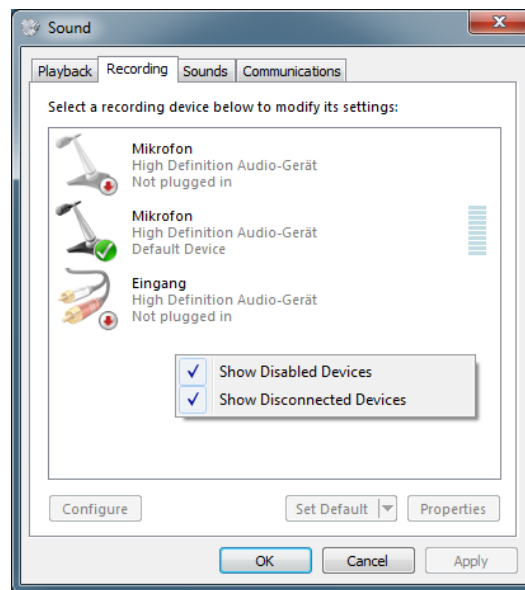 Sound
Playback Recording Sounds Communications
Select a recording device below to modify its settings:
Mikrofon
High Definition Audio-Gerät
Not plugged in
Mikrofon
High Definition Audio-Gerät
Default Device
Eingang
High Definition Audio-Gerät
Not plugged in
Show Disabled Devices
Show Disconnected Devices
Configure Set Default Properties
OK Cancel Apply